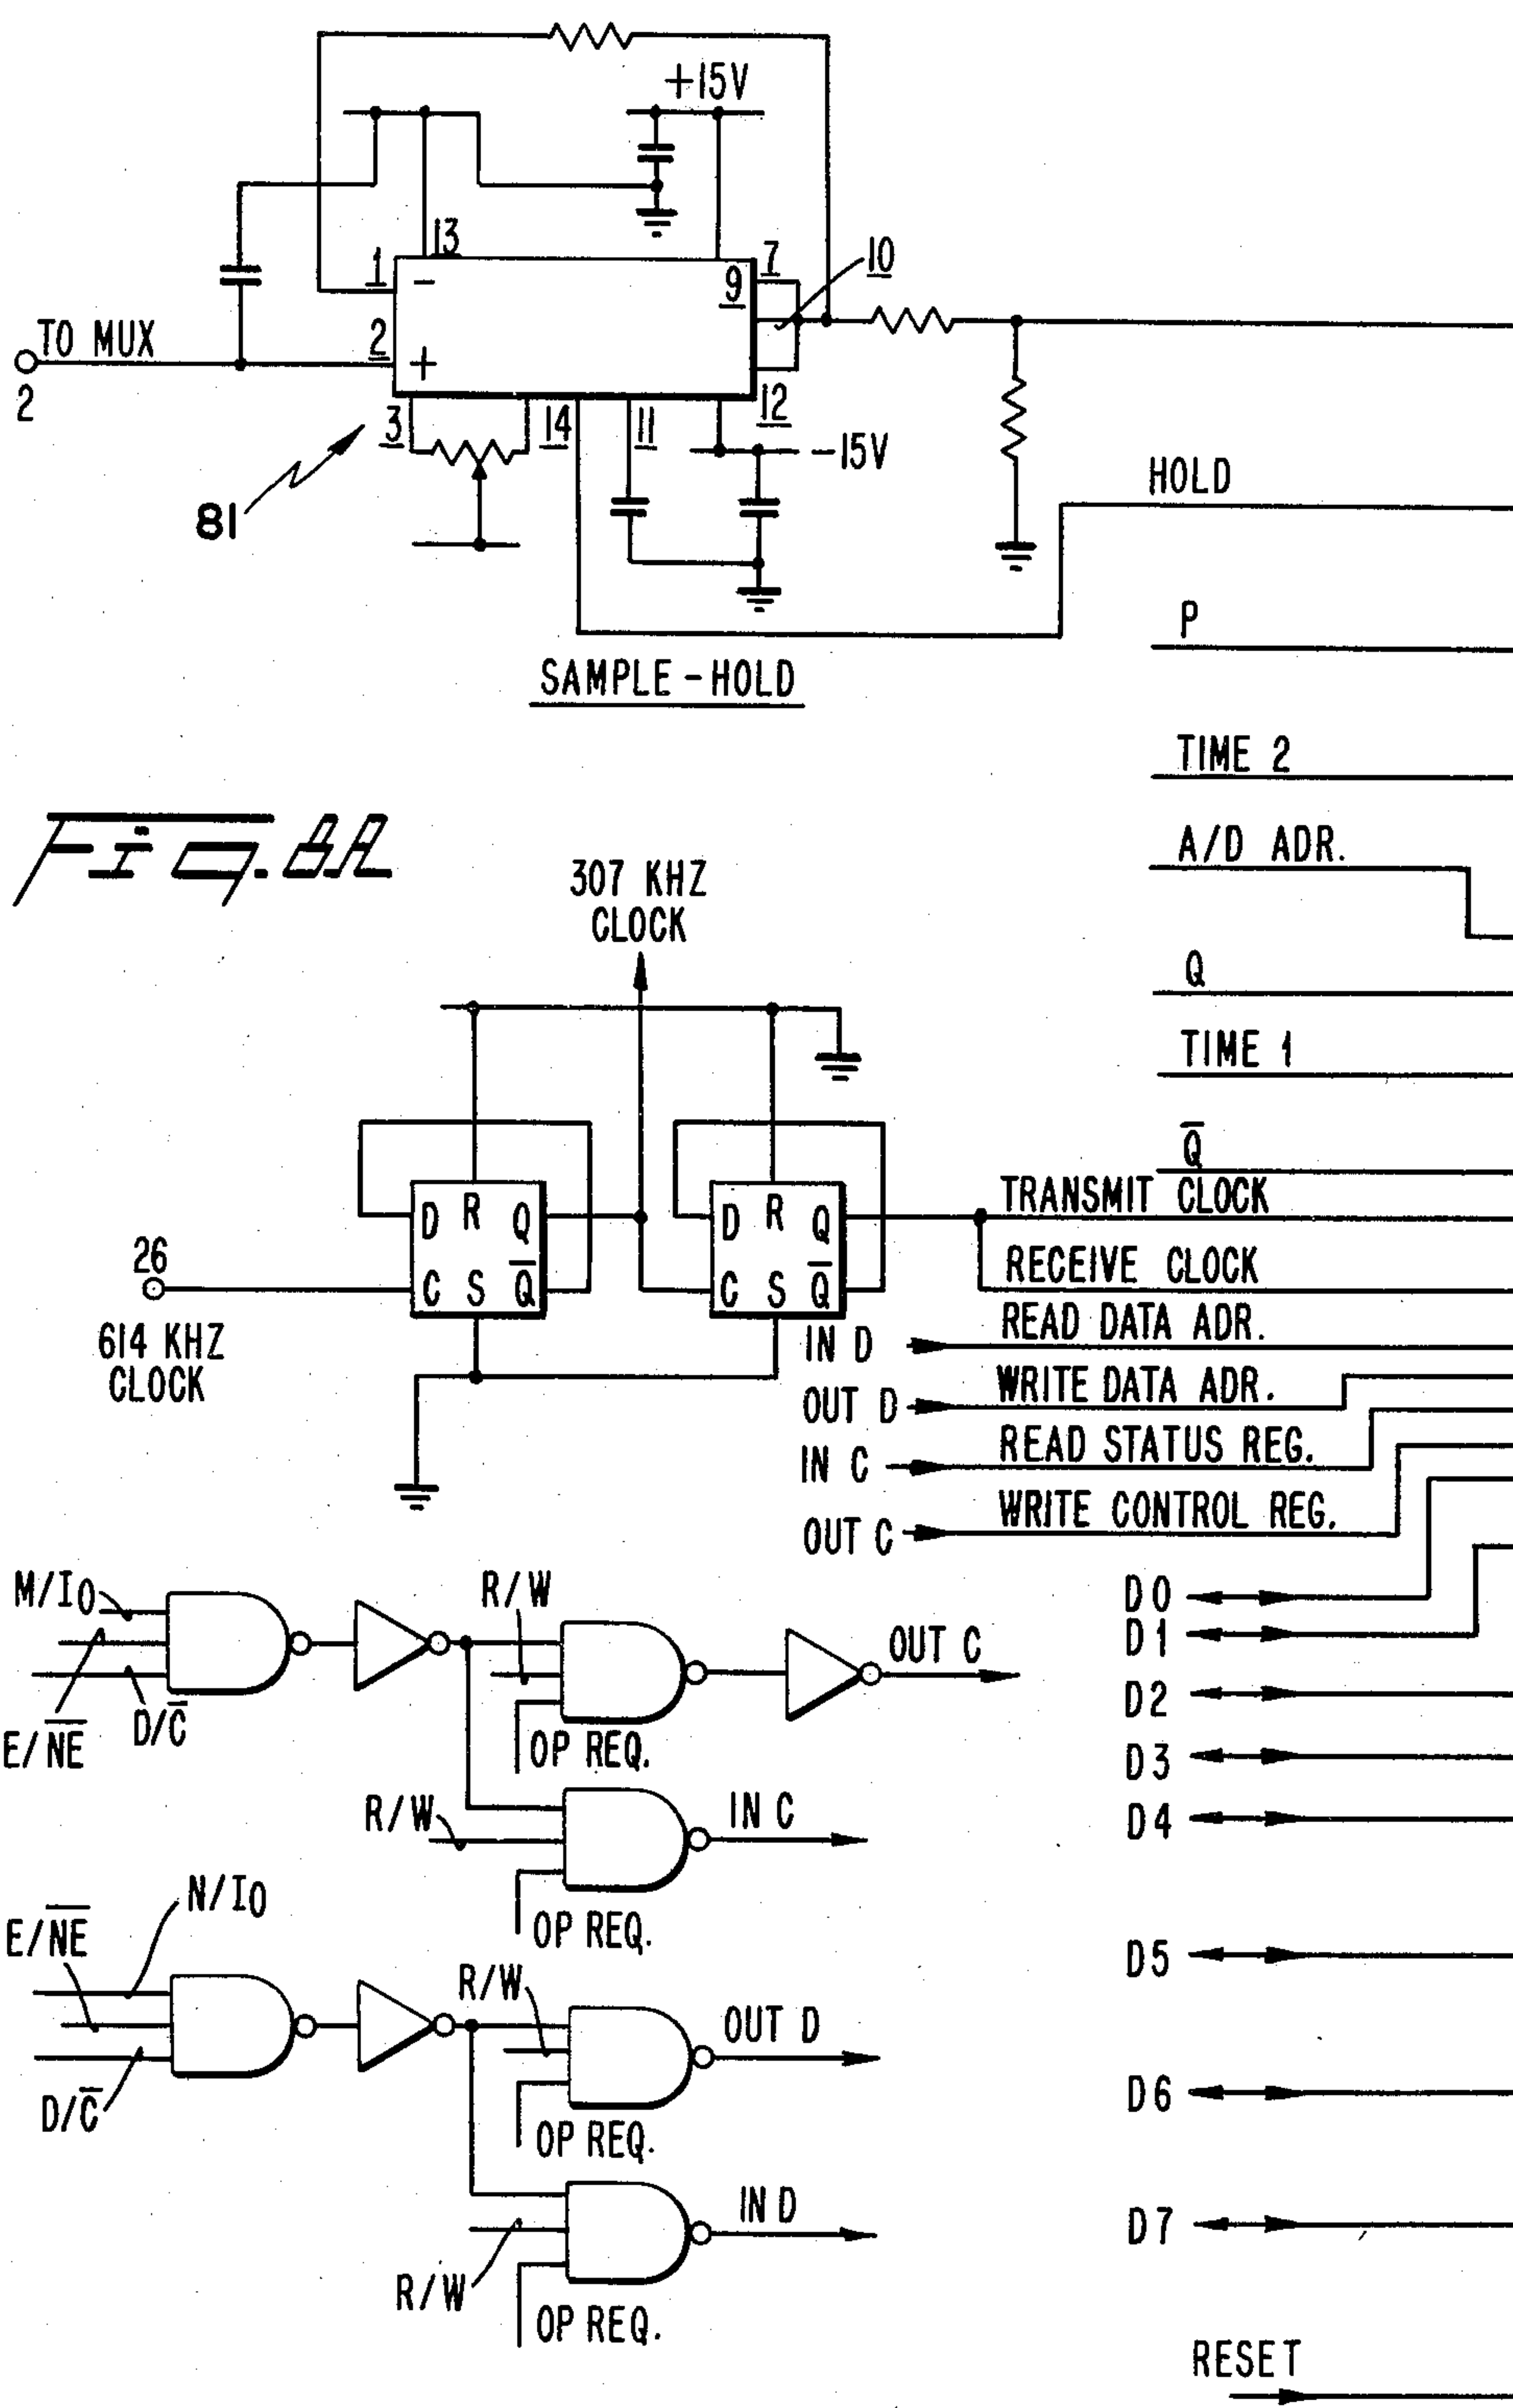 +15V
13
1
-
9
7
10
TO MUX
2
2
+
3
14
11
12
-15V
81
HOLD
P
SAMPLE-HOLD
TIME 2
Fig. 8A
A/D ADR.
307 KHZ
CLOCK
Q
TIME 1
Q̅
D R Q
C S Q̅
D R Q
C S Q̅
TRANSMIT CLOCK
RECEIVE CLOCK
26
614 KHZ
CLOCK
IN D READ DATA ADR.
OUT D WRITE DATA ADR.
IN C READ STATUS REG.
OUT C WRITE CONTROL REG.
M/IO
E/N̅E̅
D/C̅
R/W
OP REQ.
OUT C
R/W
OP REQ.
IN C
N/IO
E/N̅E̅
D/C̅
R/W
OP REQ.
OUT D
R/W
OP REQ.
IN D
D0
D1
D2
D3
D4
D5
D6
D7
RESET